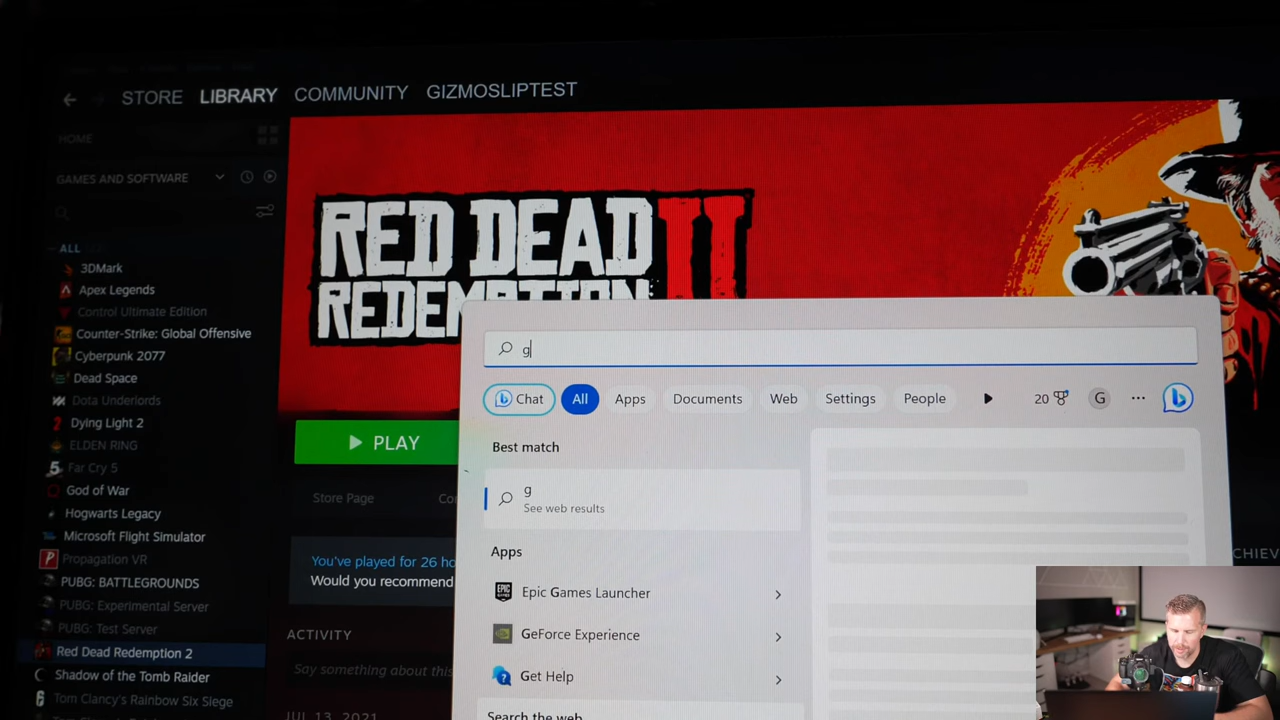 STORE LIBRARY COMMUNITY GIZMOSLIPTEST
HOME
GAMES AND SOFTWARE
ALL
3DMark
Apex Legends
Control Ultimate Edition
Counter-Strike: Global Offensive
Cyberpunk 2077
Dead Space
Dota Underlords
Dying Light 2
ELDEN RING
Far Cry 5
God of War
Hogwarts Legacy
Microsoft Flight Simulator
Propagation VR
PUBG: BATTLEGROUNDS
PUBG: Experimental Server
PUBG: Test Server
Red Dead Redemption 2
Shadow of the Tomb Raider
Tom Clancy's Rainbow Six Siege
RED DEAD II
REDEMPTION
PLAY
Store Page
You've played for 26
Would you recommend
ACTIVITY
Say something about this
JUL 13, 2021
g
Chat All Apps Documents Web Settings People 20 G
Best match
g
See web results
Apps
Epic Games Launcher
EPIC GAMES
GeForce Experience
Get Help
Search the web